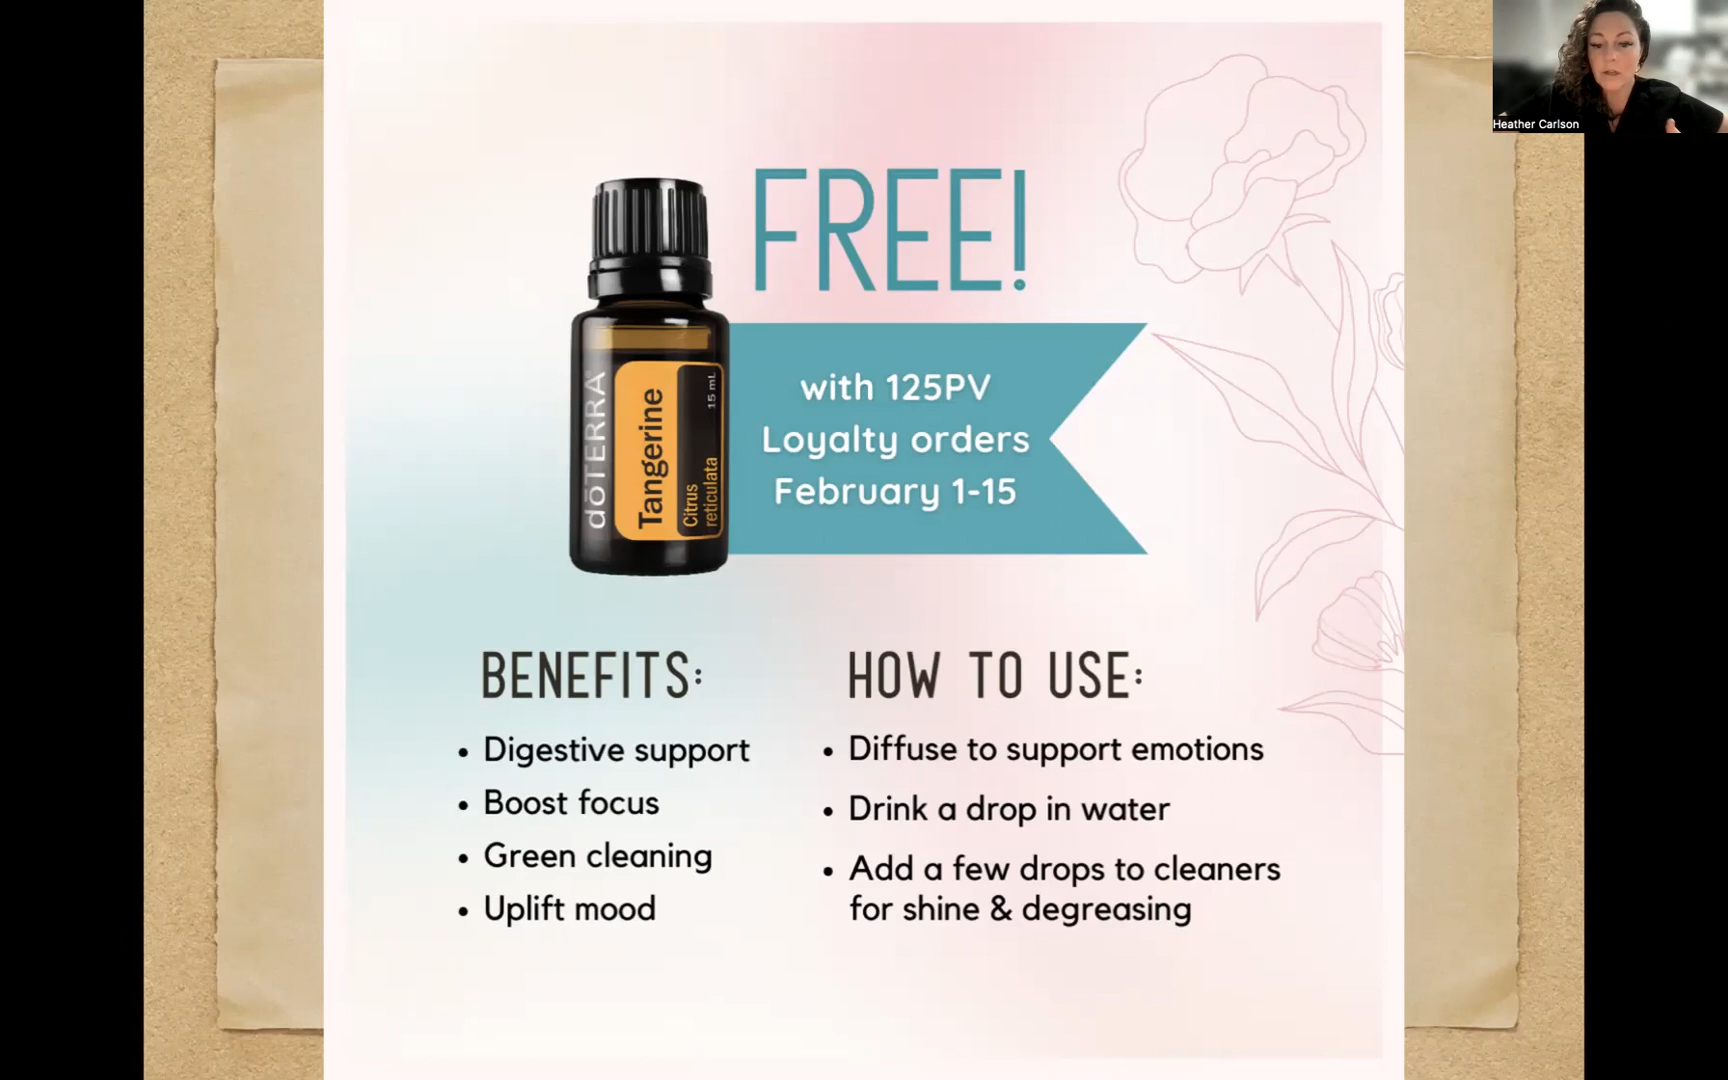 Heather Carlson
FREE!
with 125PV
Loyalty orders
February 1-15
dōTERRA
Tangerine
Citrus
reticulata
15 mL
BENEFITS:
• Digestive support
• Boost focus
• Green cleaning
• Uplift mood
HOW TO USE:
• Diffuse to support emotions
• Drink a drop in water
• Add a few drops to cleaners
for shine & degreasing